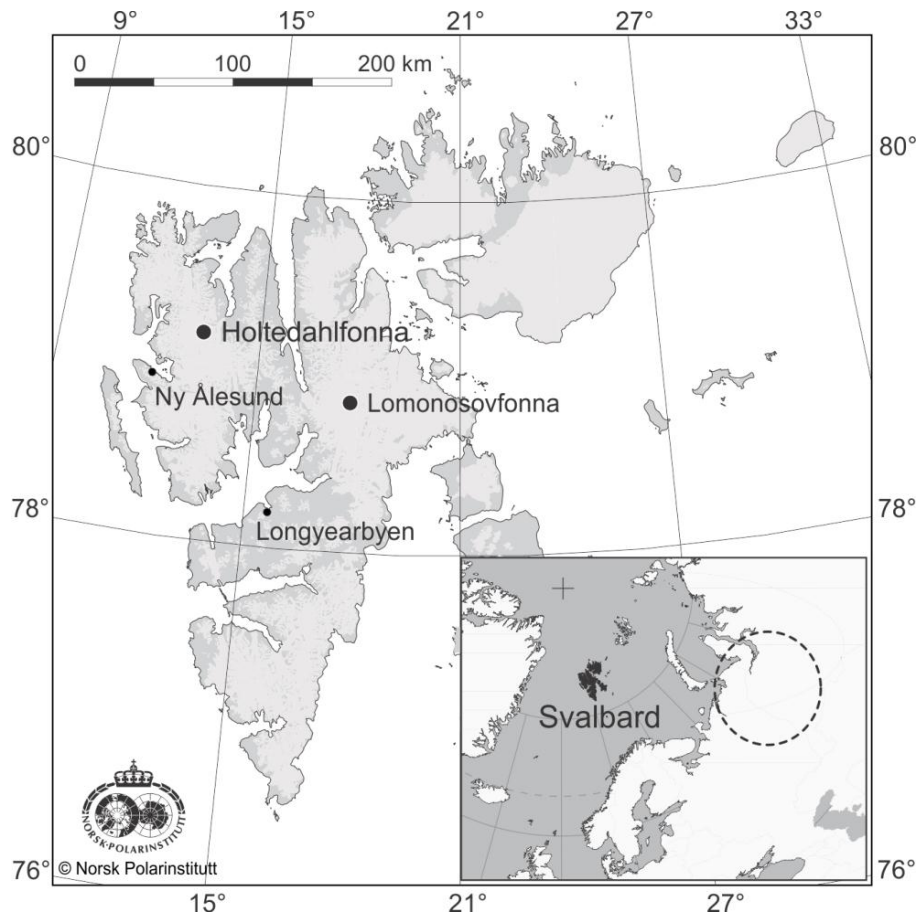 9° 15° 21° 27° 33°
0 100 200 km
80° 80°
Holtedahlfonna
Ny Ålesund
Lomonosovfonna
78° 78°
Longyearbyen
Svalbard
NORSK•POLARINSTITUTT
© Norsk Polarinstitutt
76° 76°
15° 21° 27°